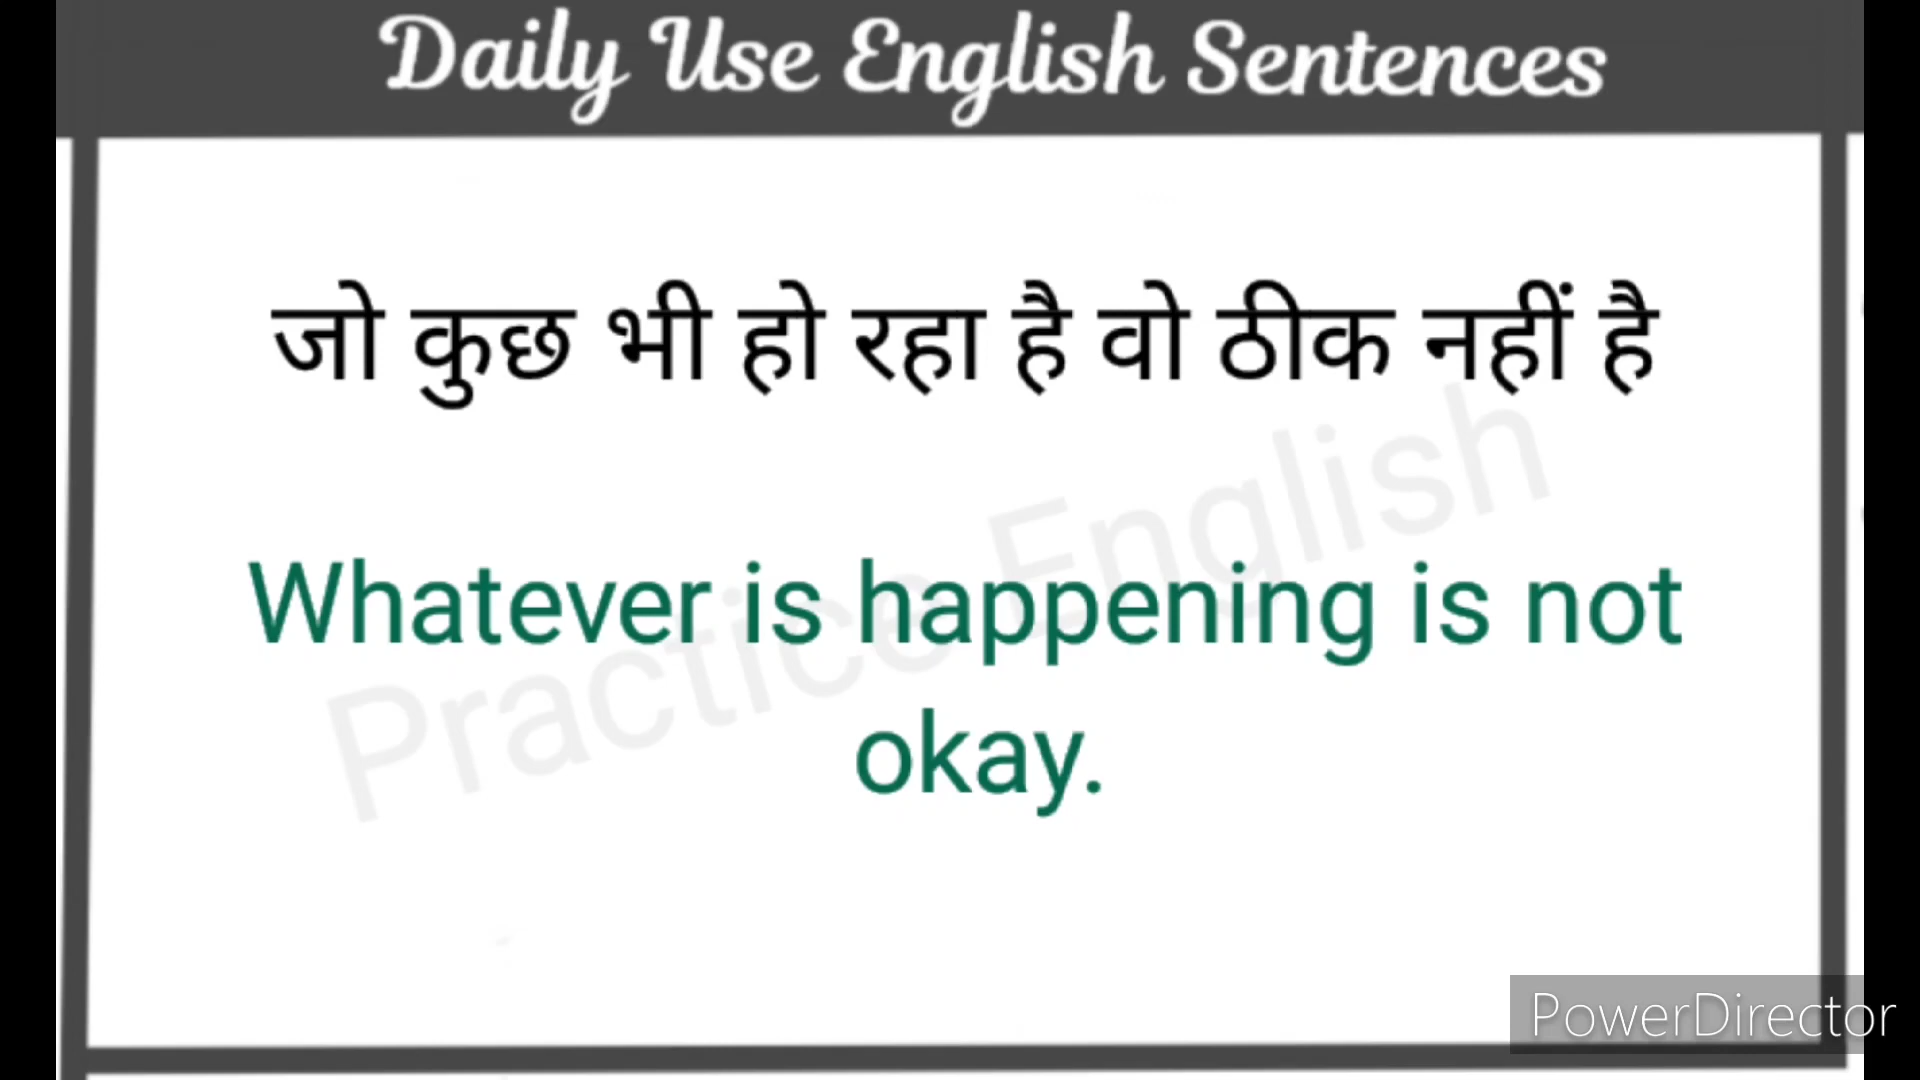 Daily Use English Sentences
जो कुछ भी हो रहा है वो ठीक नहीं है
Practice English
Whatever is happening is not
okay.
PowerDirector